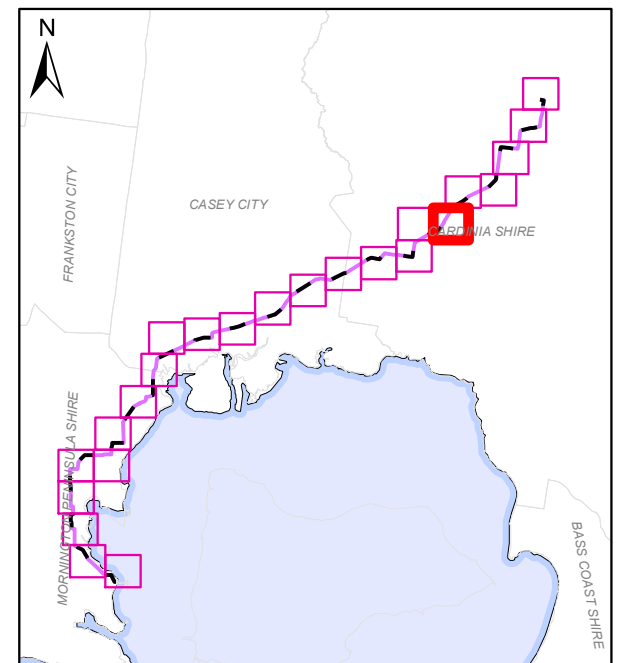 N
FRANKSTON CITY
CASEY CITY
CARDINIA SHIRE
MORNINGTON PENINSULA SHIRE
BASS COAST SHIRE